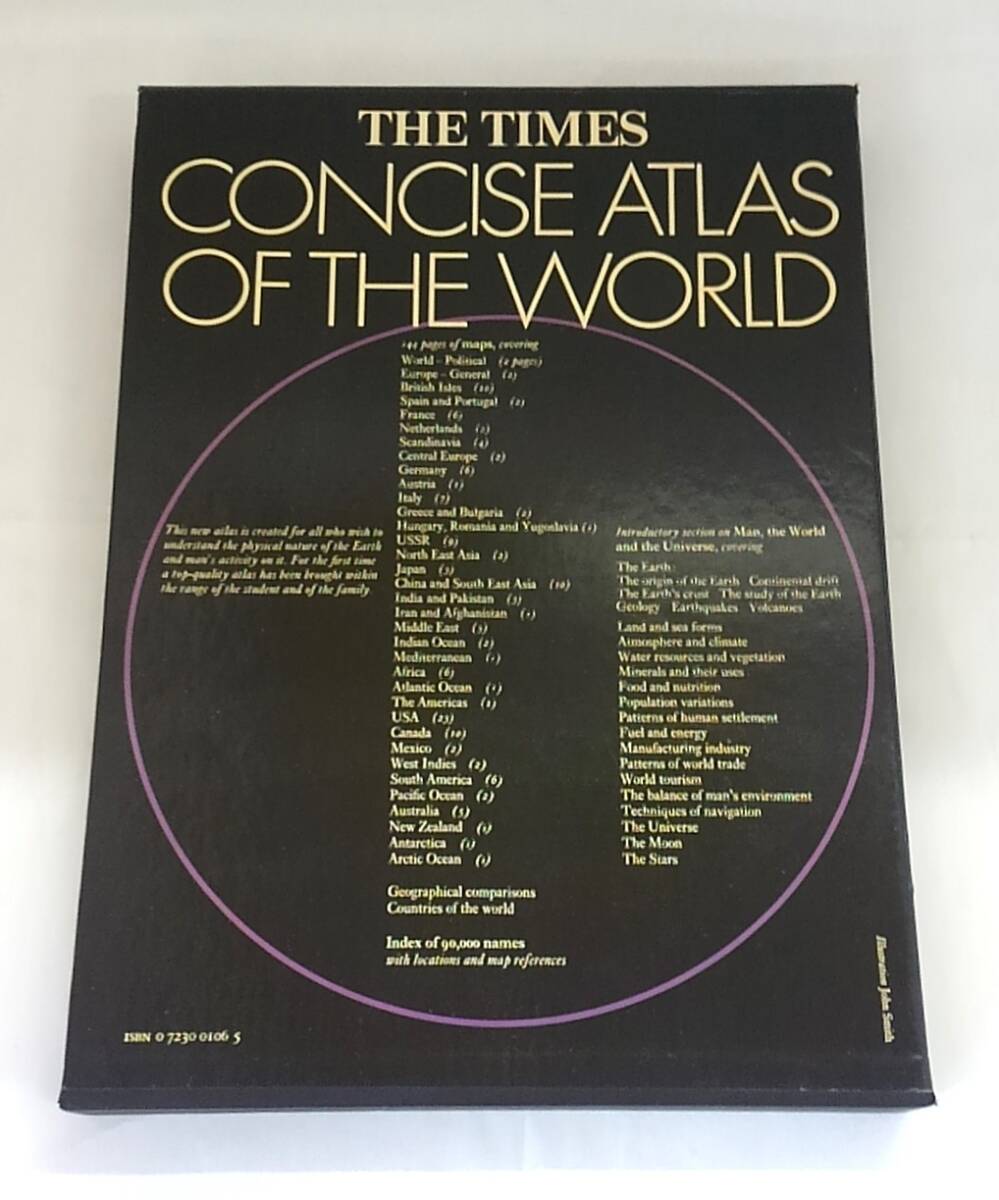 THE TIMES
CONCISE ATLAS
OF THE WORLD
144 pages of maps, covering
World – Political (2 pages)
Europe – General (2)
British Isles (10)
Spain and Portugal (2)
France (6)
Netherlands
Scandinavia (4)
Central Europe (2)
Germany (6)
Austria (1)
Italy (7)
Greece and Bulgaria (2)
Hungary, Romania and Yugoslavia (1)
USSR (9)
North East Asia (2)
Japan (3)
China and South East Asia (10)
India and Pakistan (3)
Iran and Afghanistan (1)
Middle East (3)
Indian Ocean (2)
Mediterranean (1)
Africa (6)
Atlantic Ocean (1)
The Americas (1)
USA (23)
Canada (10)
Mexico (2)
West Indies (2)
South America (6)
Pacific Ocean (2)
Australia (5)
New Zealand (1)
Antarctica (1)
Arctic Ocean (1)
Geographical comparisons
Countries of the world
Index of 90,000 names
with locations and map references
This new atlas is created for all who wish to
understand the physical nature of the Earth
and man's activity on it. For the first time
a top-quality atlas has been brought within
the range of the student and of the family
Introductory section on Man, the World
and the Universe, covering
The Earth
The origin of the Earth Continental drift
The Earth's crust The study of the Earth
Geology Earthquakes Volcanoes
Land and sea forms
Atmosphere and climate
Water resources and vegetation
Minerals and their uses
Food and nutrition
Population variations
Patterns of human settlement
Fuel and energy
Manufacturing industry
Patterns of world trade
World tourism
The balance of man's environment
Techniques of navigation
The Universe
The Moon
The Stars
ISBN 0 7230 0106 5
Illustration John Smith